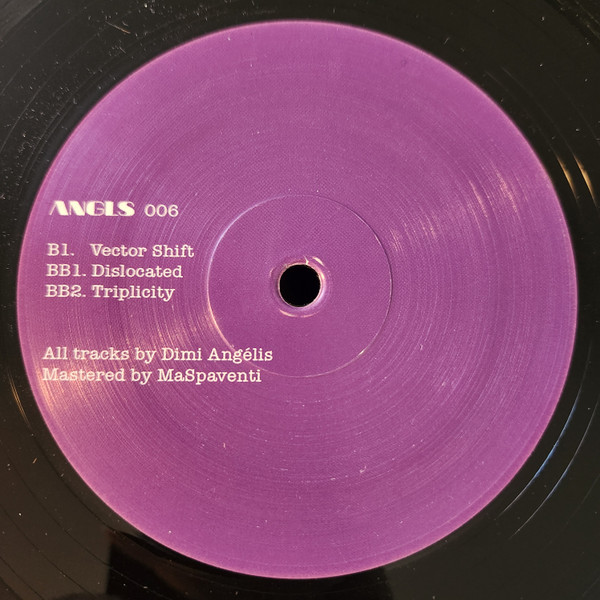 ANGLS 006
B1. Vector Shift
BB1. Dislocated
BB2. Triplicity
All tracks by Dimi Angélis
Mastered by MaSpaventi